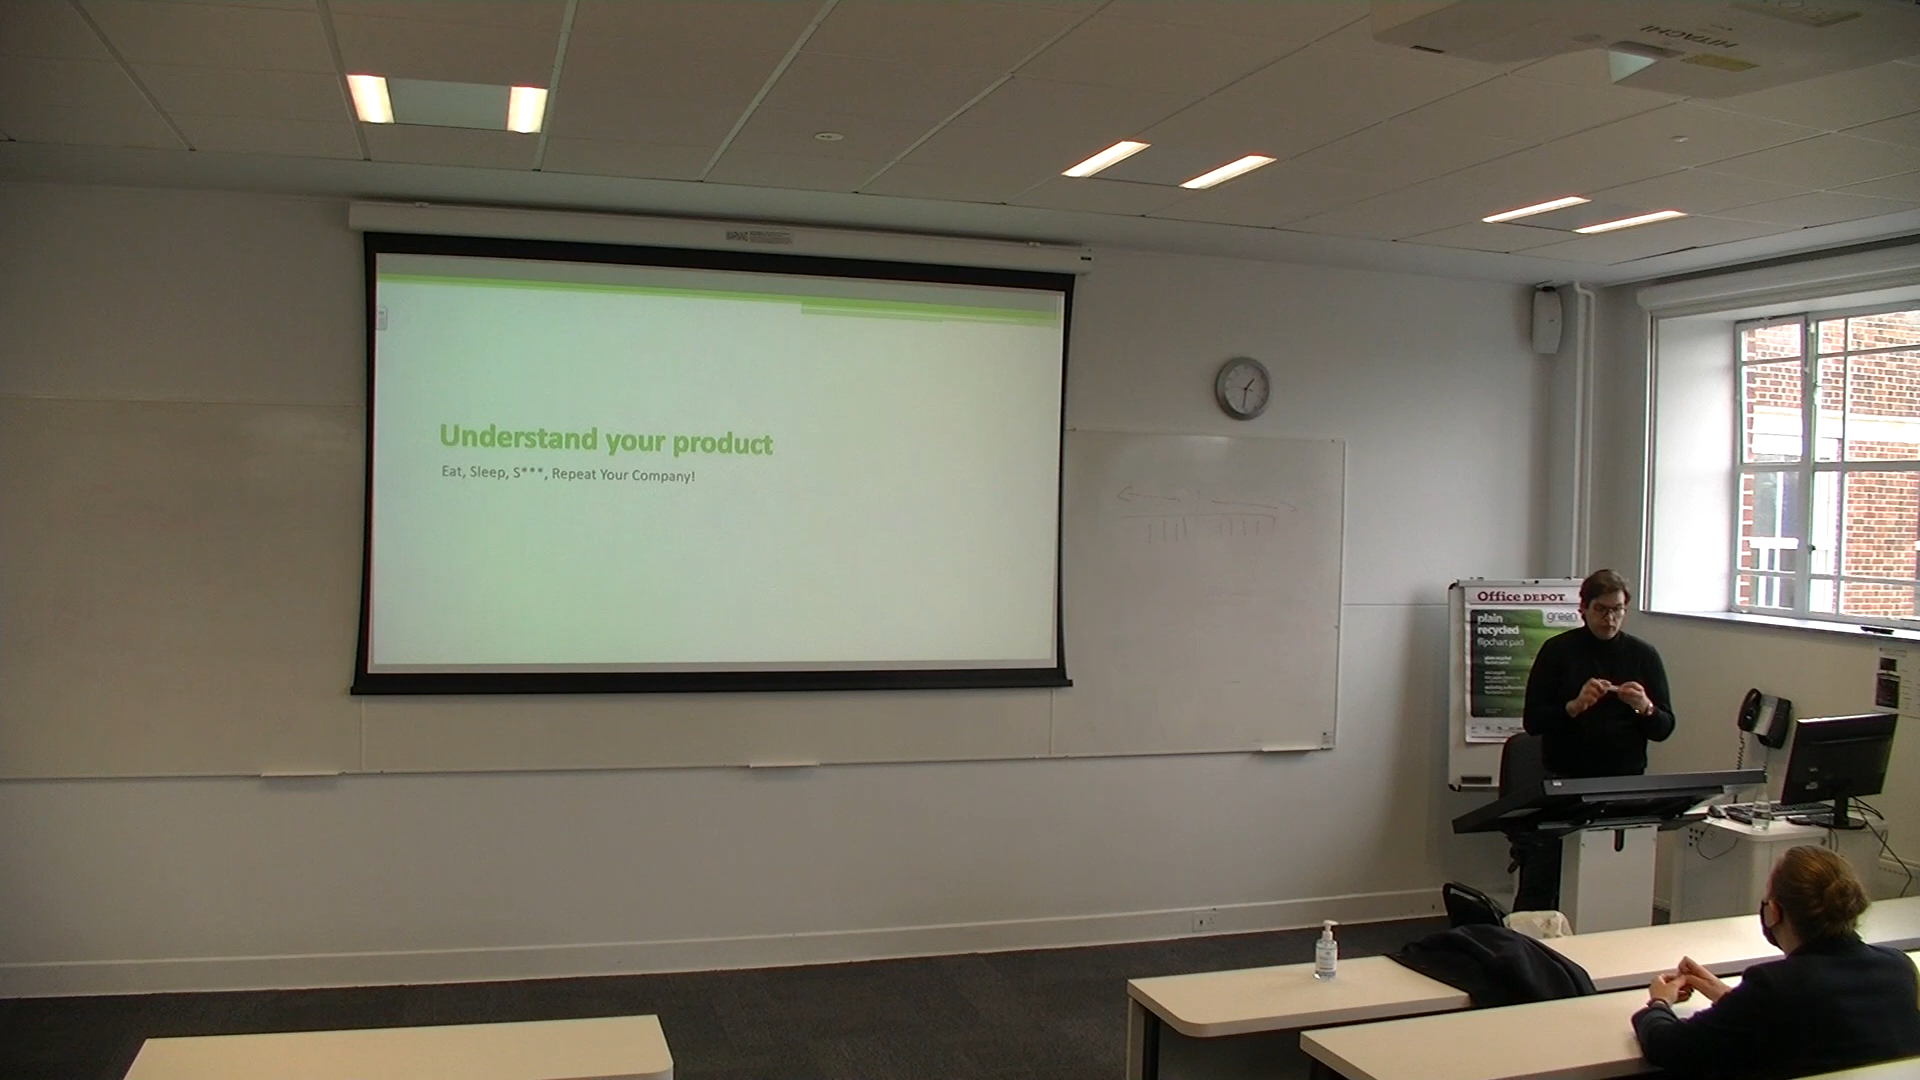 HITACHI
Understand your product
Eat, Sleep, S***, Repeat Your Company!
Office DEPOT
green
plain
recycled
flipchart pad